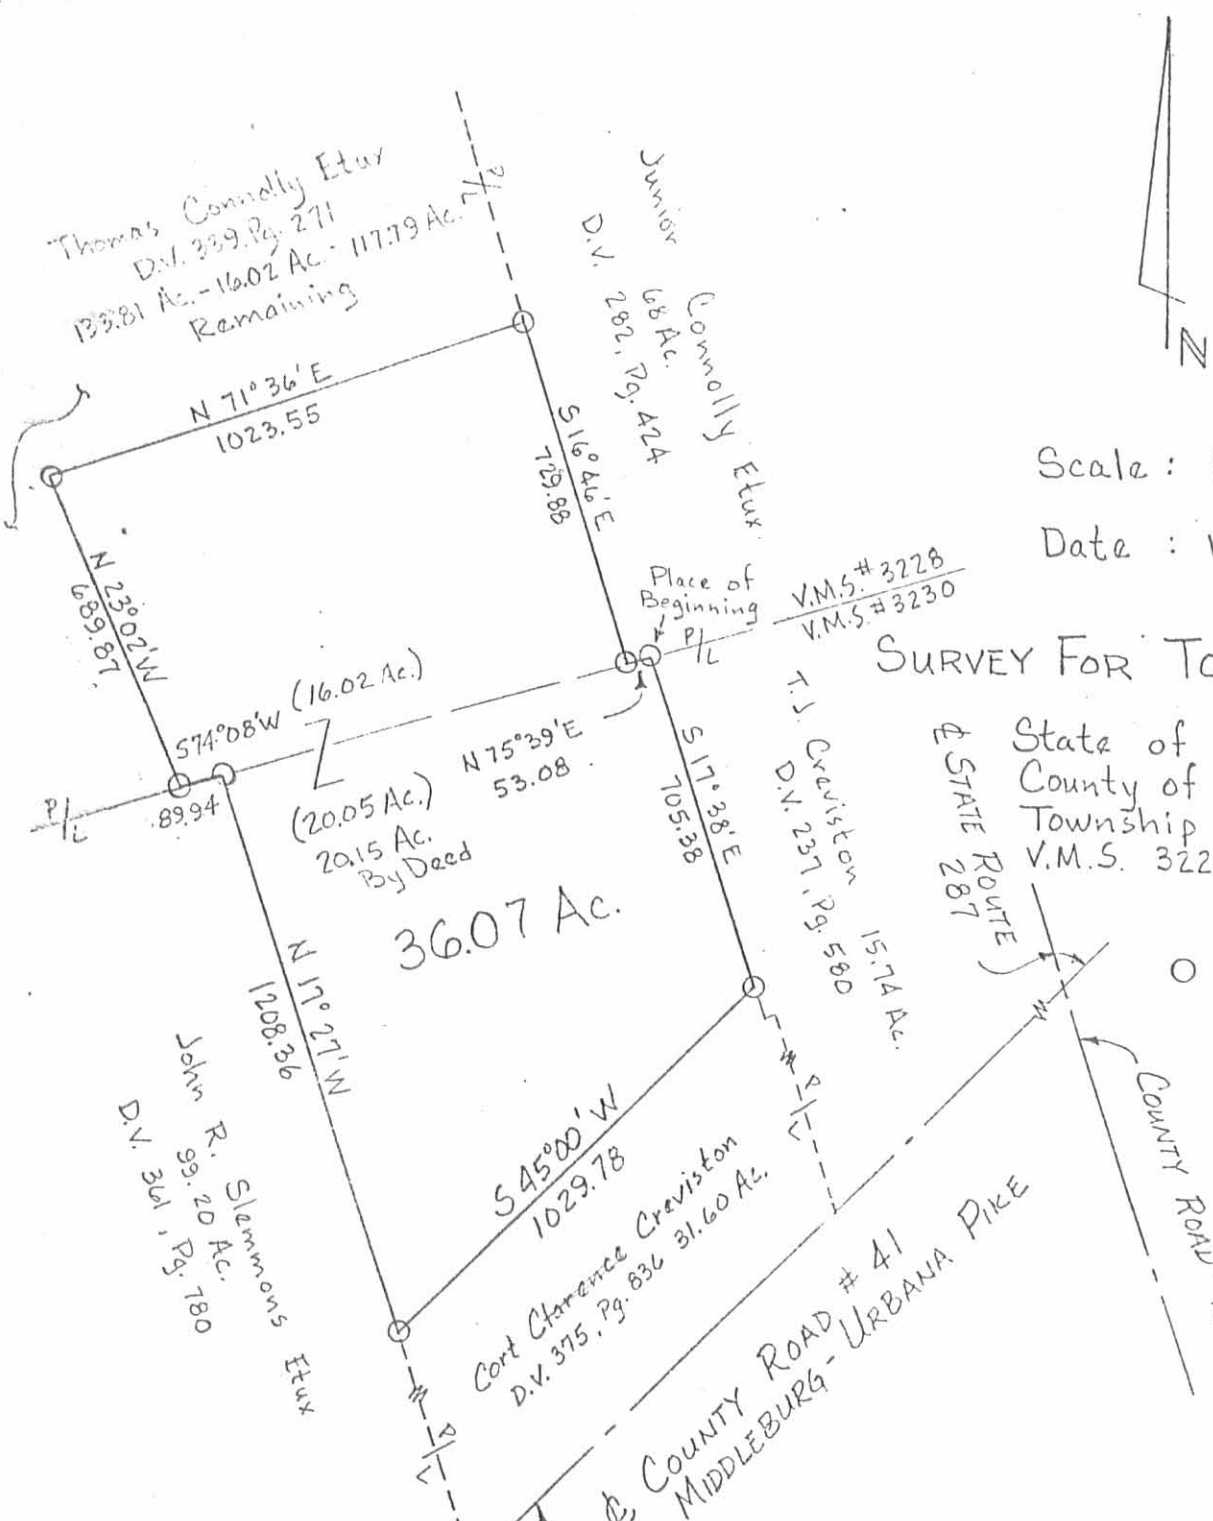 Thomas Connolly Etux
D.V. 339, Pg. 271
133.81 Ac. - 16.02 Ac. - 117.79 Ac.
Remaining
P/L
Junior Connolly Etux
68 Ac.
D.V. 282, Pg. 424
N
N 71°36'E
1023.55
S 16°46'E
729.88
N 23°02'W
689.87
Scale :
Date :
Place of
Beginning
V.M.S.# 3228
V.M.S.# 3230
P/L
SURVEY FOR TO
State of
County of
Township
V.M.S. 322
S74°08'W
89.94
P/L
(16.02 Ac.)
(20.05 Ac.)
20.15 Ac.
By Deed
N 75°39'E
53.08
36.07 Ac.
S 17°38'E
705.38
T.J. Creviston 15.74 Ac.
D.V. 237, Pg. 580
℄ STATE ROUTE
287
N 17°27'W
1208.36
John R. Slemmons Etux
99.20 Ac.
D.V. 361, Pg. 780
S 45°00'W
1029.78
P/L
Cort Clarence Creviston
D.V. 375, Pg. 836 31.60 Ac.
COUNTY ROAD
℄ COUNTY ROAD # 41
MIDDLEBURG - URBANA PIKE
P/L